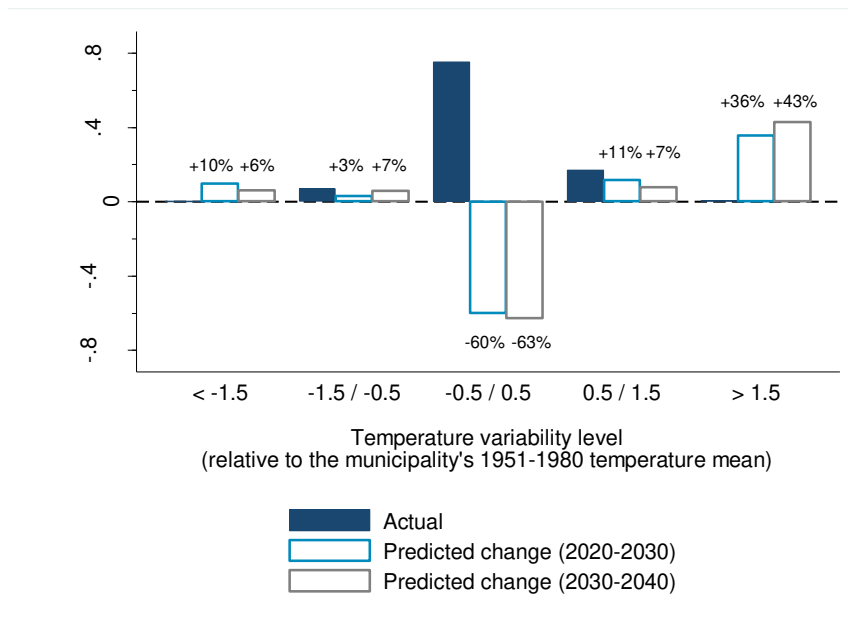 .8
.4
0
-.4
-.8
+10% +6%
+3% +7%
-60% -63%
+11% +7%
+36% +43%
< -1.5
-1.5 / -0.5
-0.5 / 0.5
0.5 / 1.5
> 1.5
Temperature variability level
(relative to the municipality's 1951-1980 temperature mean)
Actual
Predicted change (2020-2030)
Predicted change (2030-2040)